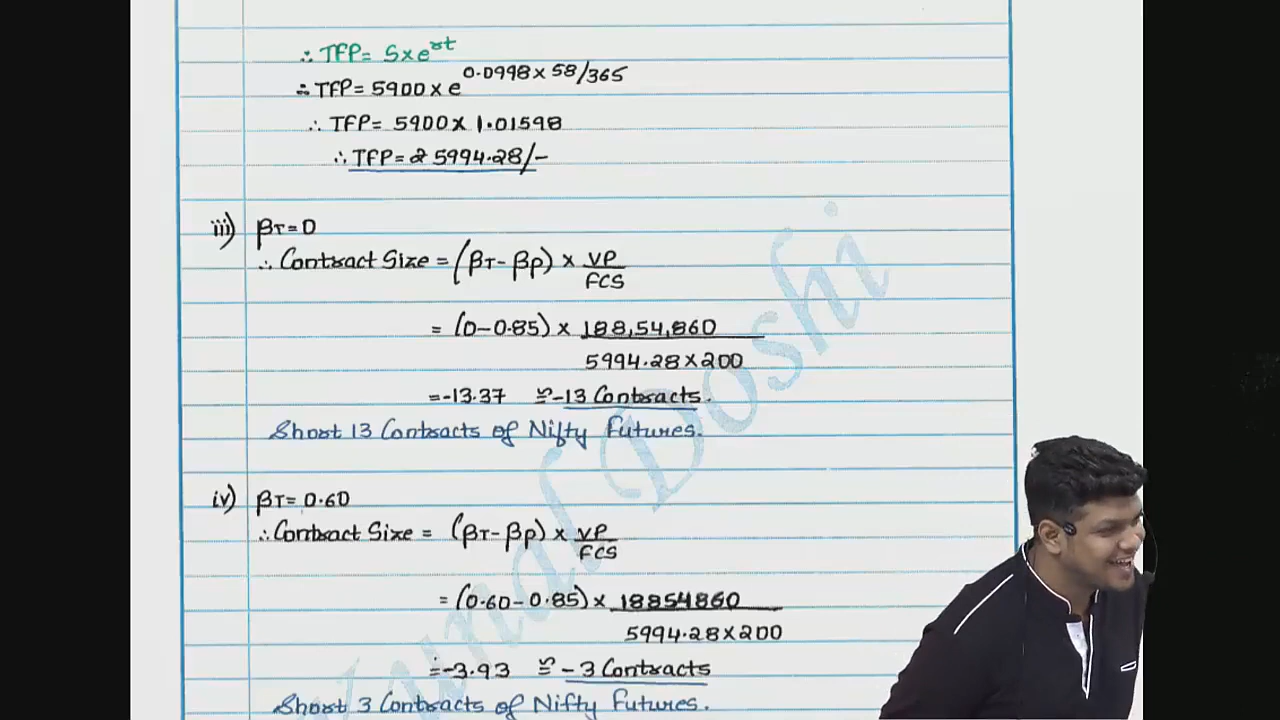 ∴ TFP= S×e^rt
∴ TFP= 5900 × e^0.0998×58/365
∴ TFP= 5900× 1.01598
∴ TFP= ₹ 5994.28/-
iii) βT=0
∴ Contract Size = (βT-βp) × VP/FCS
= (0-0.85) × 188,54,860
5994.28×200
=-13.37 ≃-13 Contracts.
Short 13 Contracts of Nifty Futures.
iv) βT= 0.60
∴ Contract Size = (βT-βp) × VP/FCS
= (0.60-0.85) × 18854860
5994.28×200
=-3.93 ≃ -3 Contracts
Short 3 Contracts of Nifty Futures.
Kunal Doshi